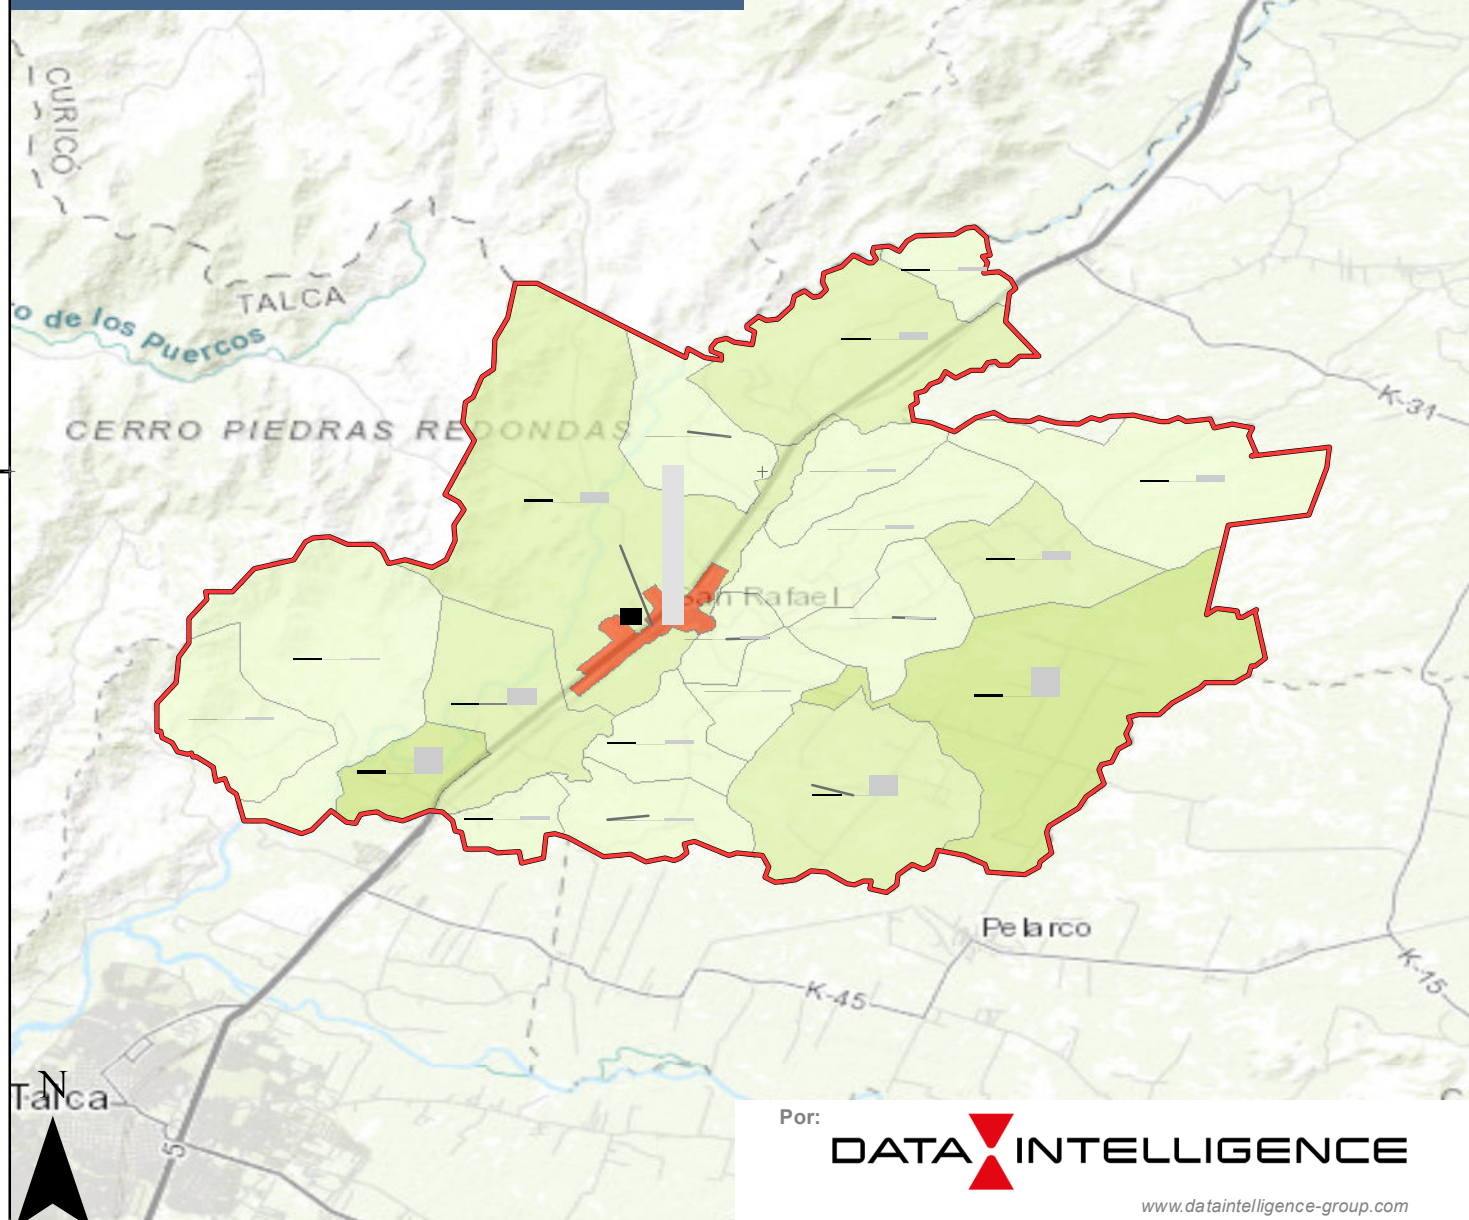 CURICÓ
TALCA
o de los Puercos
CERRO PIEDRAS REDONDAS
K-31
San Rafael
Pelarco
K-45
K-15
N
Talca
5
Por:
DATA INTELLIGENCE
www.dataintelligence-group.com